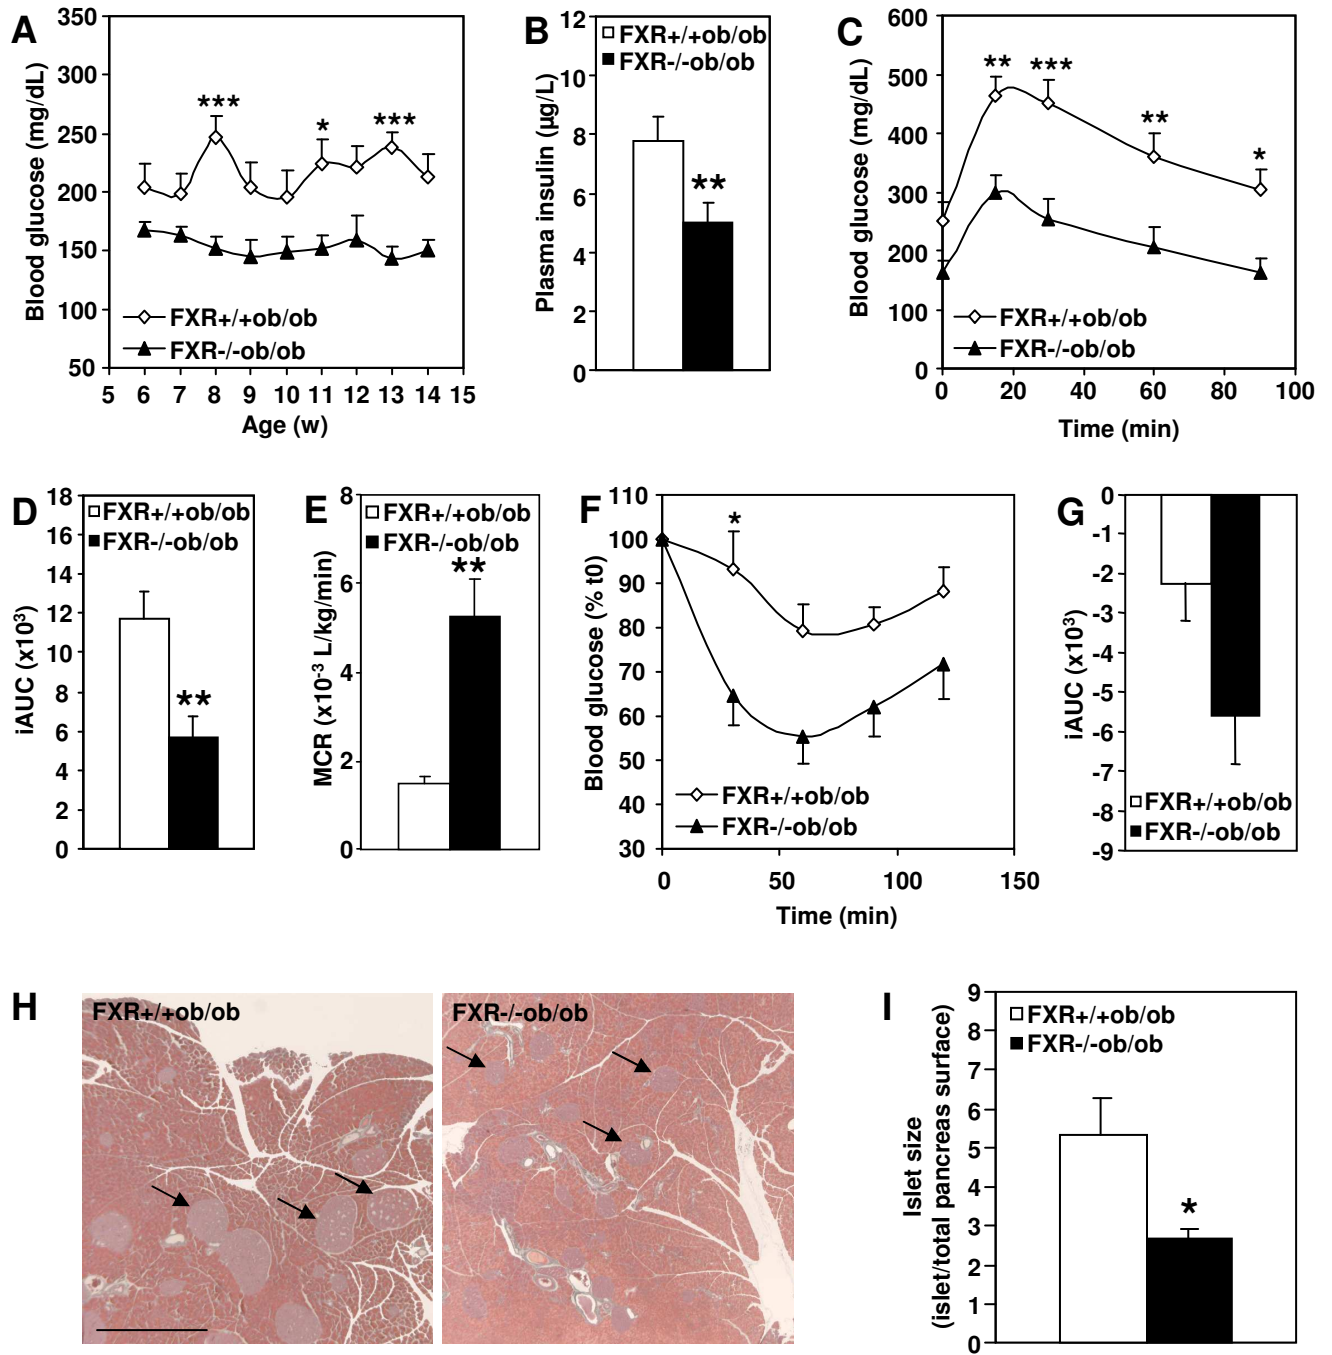 A
Blood glucose (mg/dL)
350
300
250
200
150
100
50
***
*
***
FXR+/+ob/ob
FXR-/-ob/ob
5 6 7 8 9 10 11 12 13 14 15
Age (w)
B
Plasma insulin (µg/L)
12
10
8
6
4
2
0
FXR+/+ob/ob
FXR-/-ob/ob
**
C
Blood glucose (mg/dL)
600
500
400
300
200
100
0
**
***
**
*
FXR+/+ob/ob
FXR-/-ob/ob
0 20 40 60 80 100
Time (min)
D
iAUC (x10³)
18
16
14
12
10
8
6
4
2
0
FXR+/+ob/ob
FXR-/-ob/ob
**
E
MCR (x10⁻³ L/kg/min)
8
6
4
2
0
FXR+/+ob/ob
FXR-/-ob/ob
**
F
Blood glucose (% t0)
110
100
90
80
70
60
50
40
30
*
FXR+/+ob/ob
FXR-/-ob/ob
0 50 100 150
Time (min)
G
iAUC (x10³)
0
-1
-2
-3
-4
-5
-6
-7
-8
-9
FXR+/+ob/ob
FXR-/-ob/ob
H
FXR+/+ob/ob
FXR-/-ob/ob
I
Islet size
(islet/total pancreas surface)
9
8
7
6
5
4
3
2
1
0
FXR+/+ob/ob
FXR-/-ob/ob
*